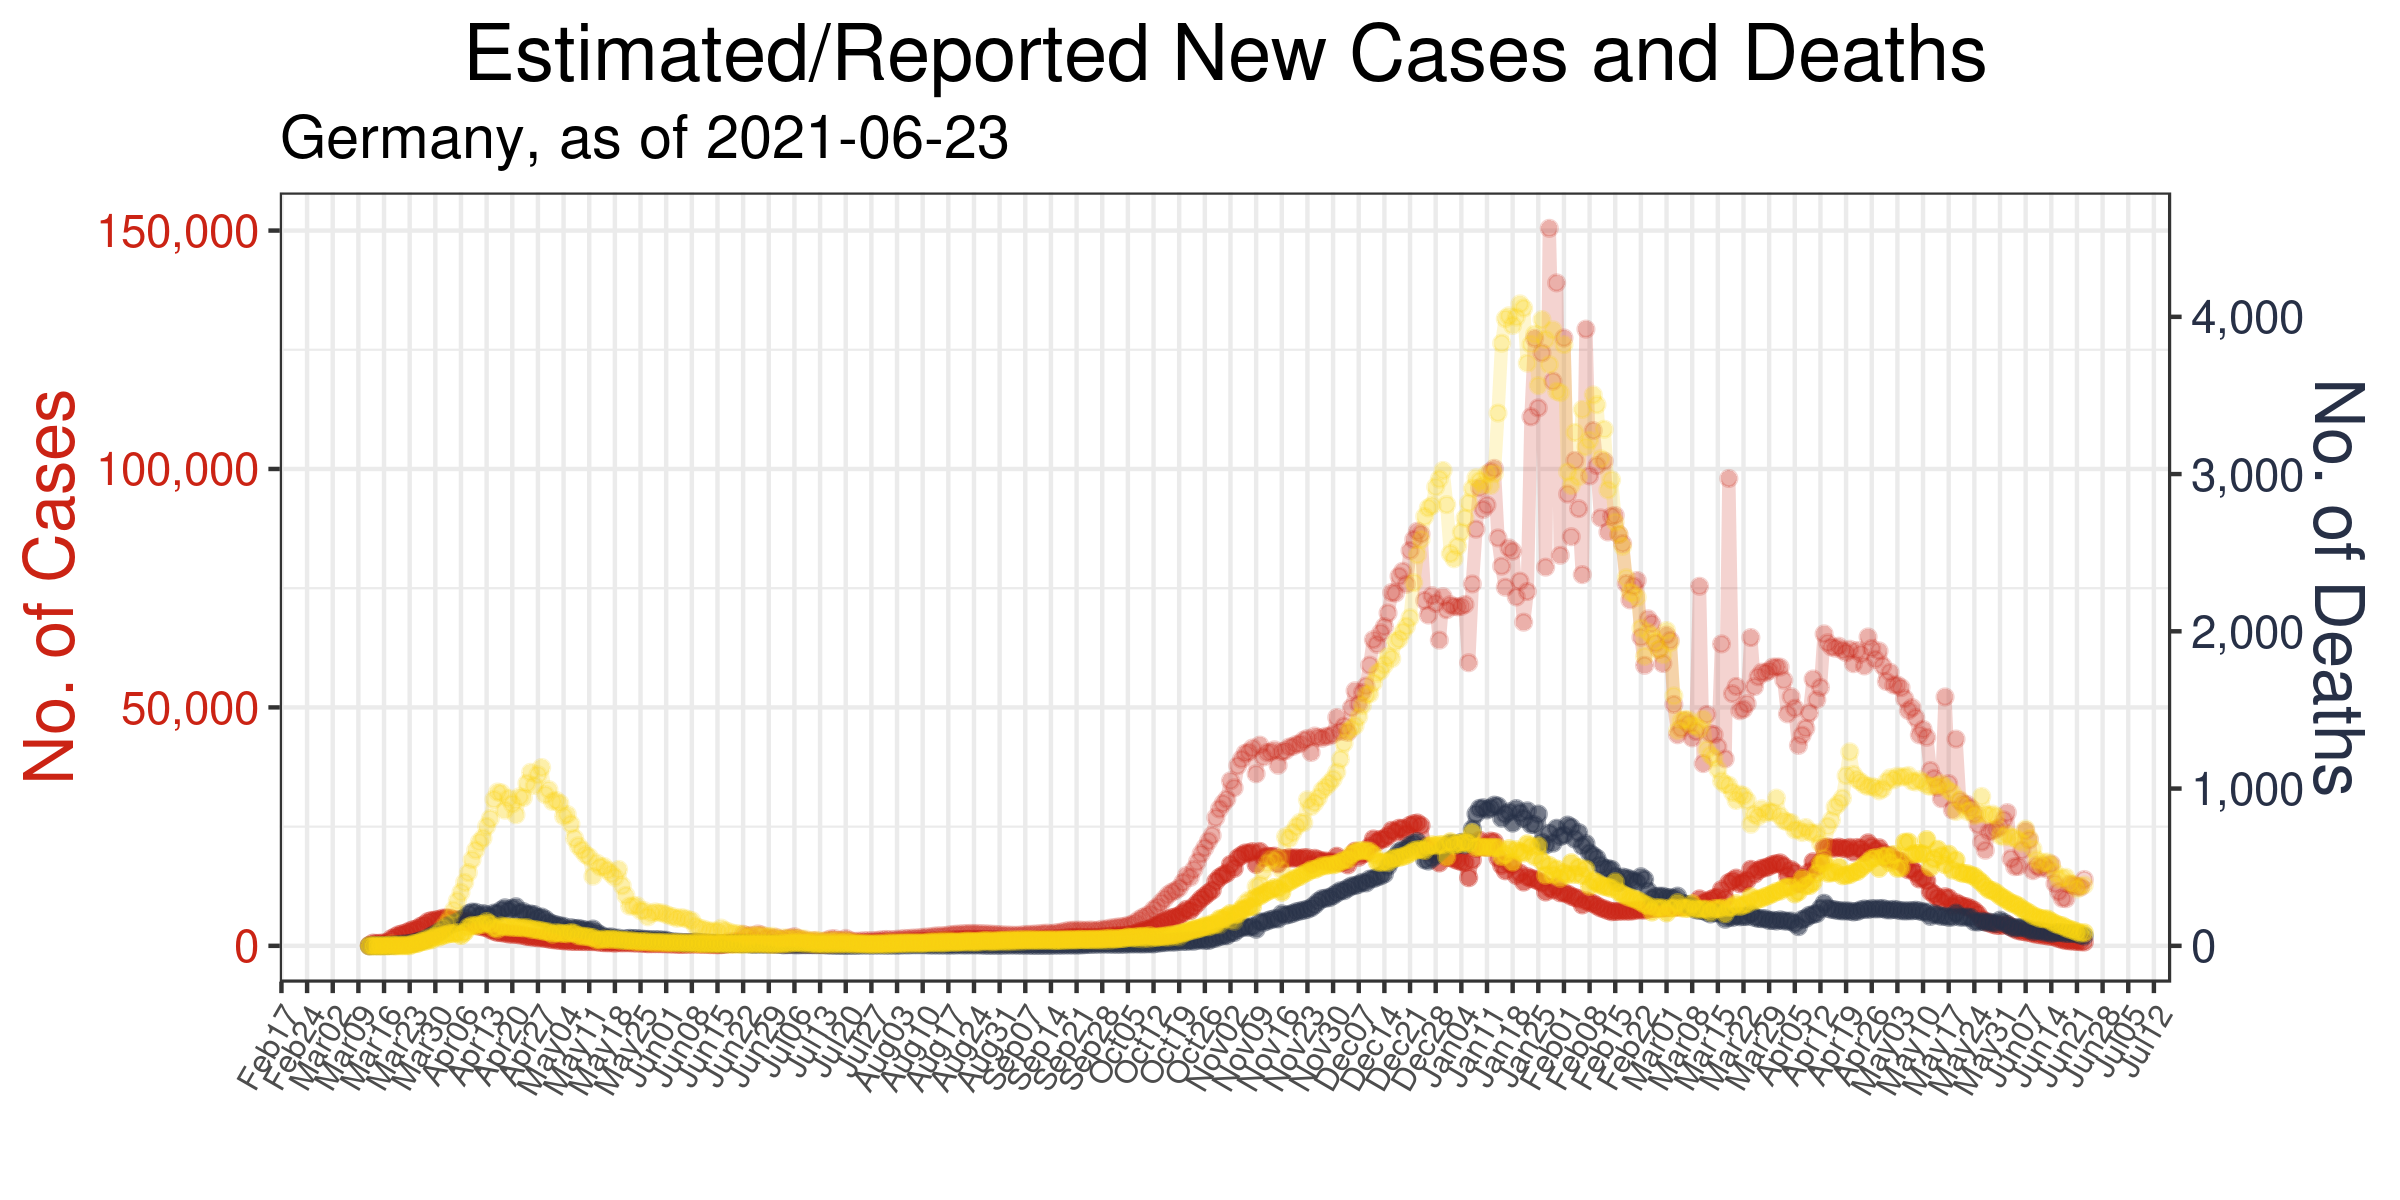 Estimated/Reported New Cases and Deaths
Germany, as of 2021-06-23
No. of Cases
150,000
100,000
50,000
0
4,000
3,000
2,000
1,000
0
No. of Deaths
Feb17
Feb24
Mar02
Mar09
Mar16
Mar23
Mar30
Apr06
Apr13
Apr20
Apr27
May04
May11
May18
May25
Jun01
Jun08
Jun15
Jun22
Jun29
Jul06
Jul13
Jul20
Jul27
Aug03
Aug10
Aug17
Aug24
Aug31
Sep07
Sep14
Sep21
Sep28
Oct05
Oct12
Oct19
Oct26
Nov02
Nov09
Nov16
Nov23
Nov30
Dec07
Dec14
Dec21
Dec28
Jan04
Jan11
Jan18
Jan25
Feb01
Feb08
Feb15
Feb22
Mar01
Mar08
Mar15
Mar22
Mar29
Apr05
Apr12
Apr19
Apr26
May03
May10
May17
May24
May31
Jun07
Jun14
Jun21
Jun28
Jul05
Jul12